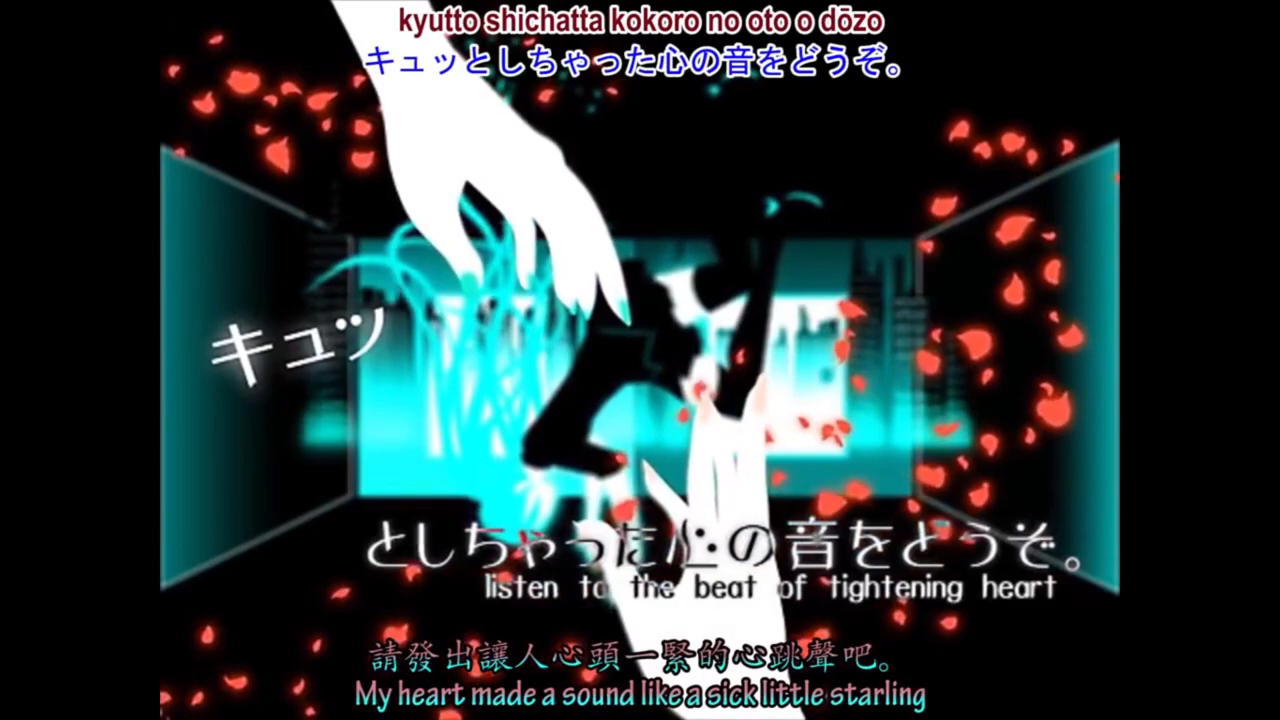 kyutto shichatta kokoro no oto o dōzo
キュッとしちゃった心の音をどうぞ。
キュッ
としちゃった心の音をどうぞ。
listen to the beat of tightening heart
請發出讓人心頭一緊的心跳聲吧。
My heart made a sound like a sick little starling